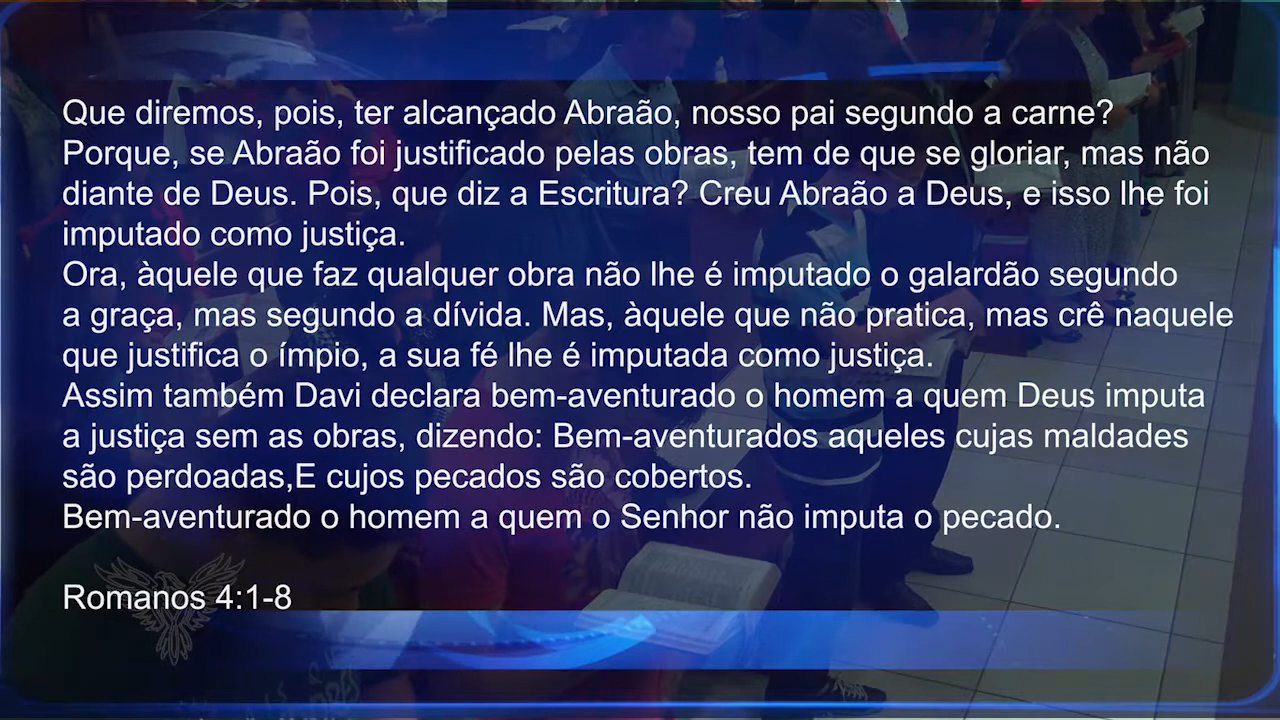 Que diremos, pois, ter alcançado Abraão, nosso pai segundo a carne?
Porque, se Abraão foi justificado pelas obras, tem de que se gloriar, mas não
diante de Deus. Pois, que diz a Escritura? Creu Abraão a Deus, e isso lhe foi
imputado como justiça.
Ora, àquele que faz qualquer obra não lhe é imputado o galardão segundo
a graça, mas segundo a dívida. Mas, àquele que não pratica, mas crê naquele
que justifica o ímpio, a sua fé lhe é imputada como justiça.
Assim também Davi declara bem-aventurado o homem a quem Deus imputa
a justiça sem as obras, dizendo: Bem-aventurados aqueles cujas maldades
são perdoadas,E cujos pecados são cobertos.
Bem-aventurado o homem a quem o Senhor não imputa o pecado.
Romanos 4:1-8